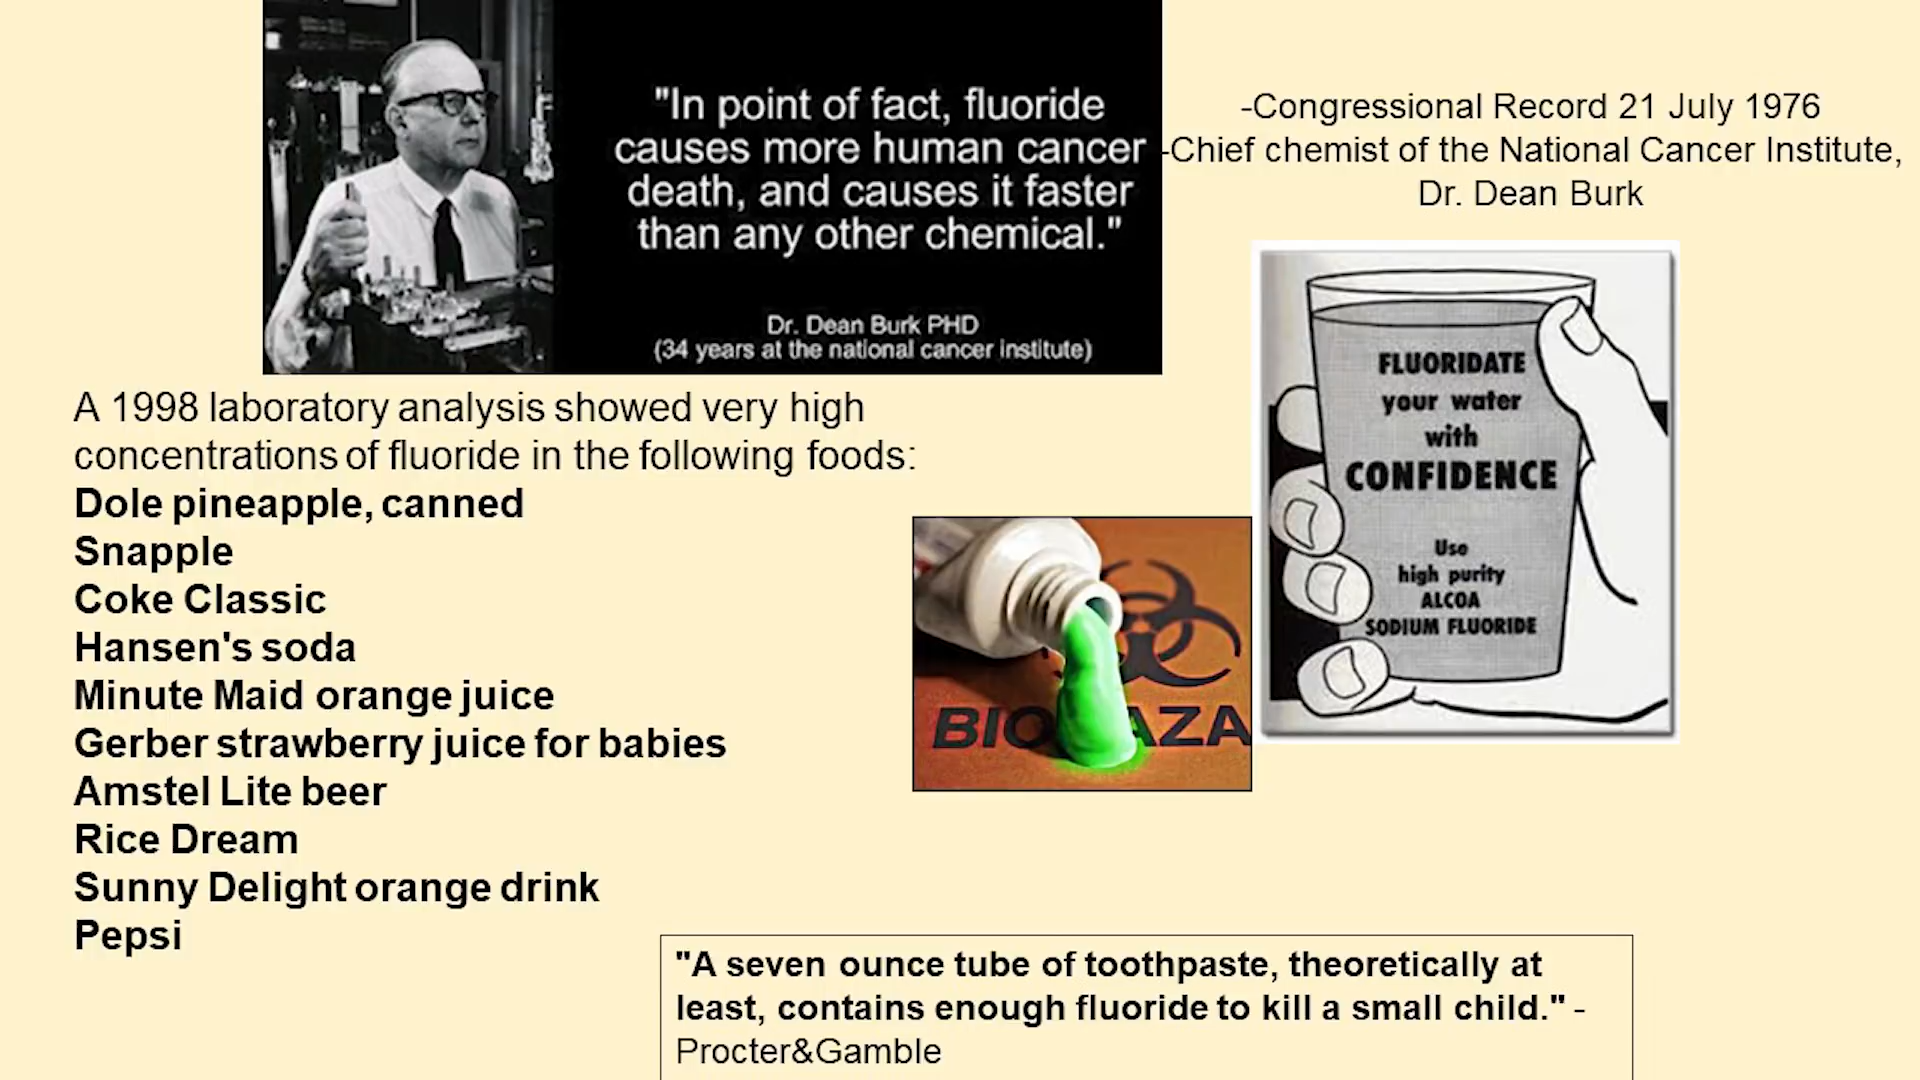 "In point of fact, fluoride
causes more human cancer
death, and causes it faster
than any other chemical."
Dr. Dean Burk PHD
(34 years at the national cancer institute)
-Congressional Record 21 July 1976
-Chief chemist of the National Cancer Institute,
Dr. Dean Burk
FLUORIDATE
your water
with
CONFIDENCE
Use
high purity
ALCOA
SODIUM FLUORIDE
A 1998 laboratory analysis showed very high
concentrations of fluoride in the following foods:
Dole pineapple, canned
Snapple
Coke Classic
Hansen's soda
Minute Maid orange juice
Gerber strawberry juice for babies
Amstel Lite beer
Rice Dream
Sunny Delight orange drink
Pepsi
BIO AZA
"A seven ounce tube of toothpaste, theoretically at
least, contains enough fluoride to kill a small child." -
Procter&Gamble